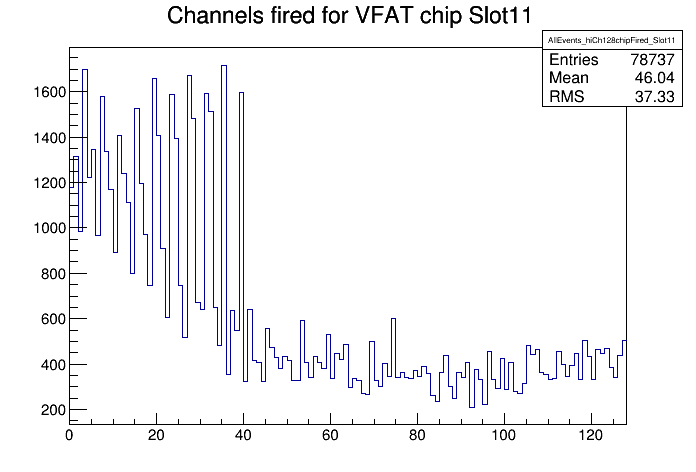 Channels fired for VFAT chip Slot11
AllEvents_hiCh128chipFired_Slot11
Entries 78737
Mean 46.04
RMS 37.33
1600
1400
1200
1000
800
600
400
200
0 20 40 60 80 100 120